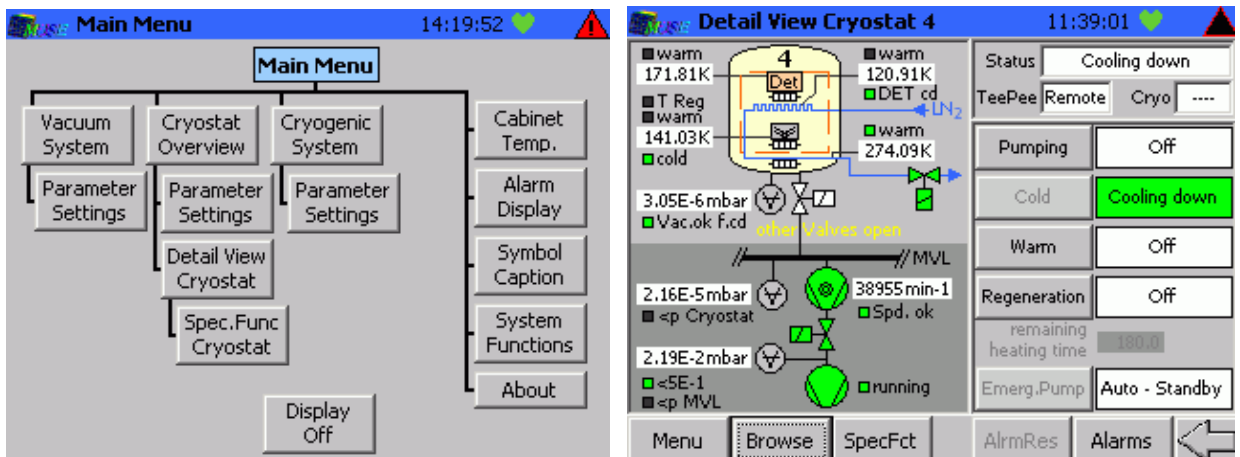 MUSE Main Menu 14:19:52
Main Menu
Vacuum
System
Cryostat
Overview
Cryogenic
System
Cabinet
Temp.
Parameter
Settings
Parameter
Settings
Parameter
Settings
Alarm
Display
Detail View
Cryostat
Symbol
Caption
Spec.Func
Cryostat
System
Functions
About
Display
Off
MUSE Detail View Cryostat 4 11:39:01
warm
171.81K
4
Det
warm
120.91K
DET cd
T Reg
warm
141.03K
cold
LN2
warm
274.09K
3.05E-6mbar
Vac.ok f.cd
other Valves open
MVL
2.16E-5mbar
<p Cryostat
38955min-1
Spd. ok
2.19E-2mbar
<5E-1
<p MVL
running
Status Cooling down
TeePee Remote Cryo ----
Pumping Off
Cold Cooling down
Warm Off
Regeneration Off
remaining
heating time 180.0
Emerg.Pump Auto - Standby
Menu Browse SpecFct AlrmRes Alarms